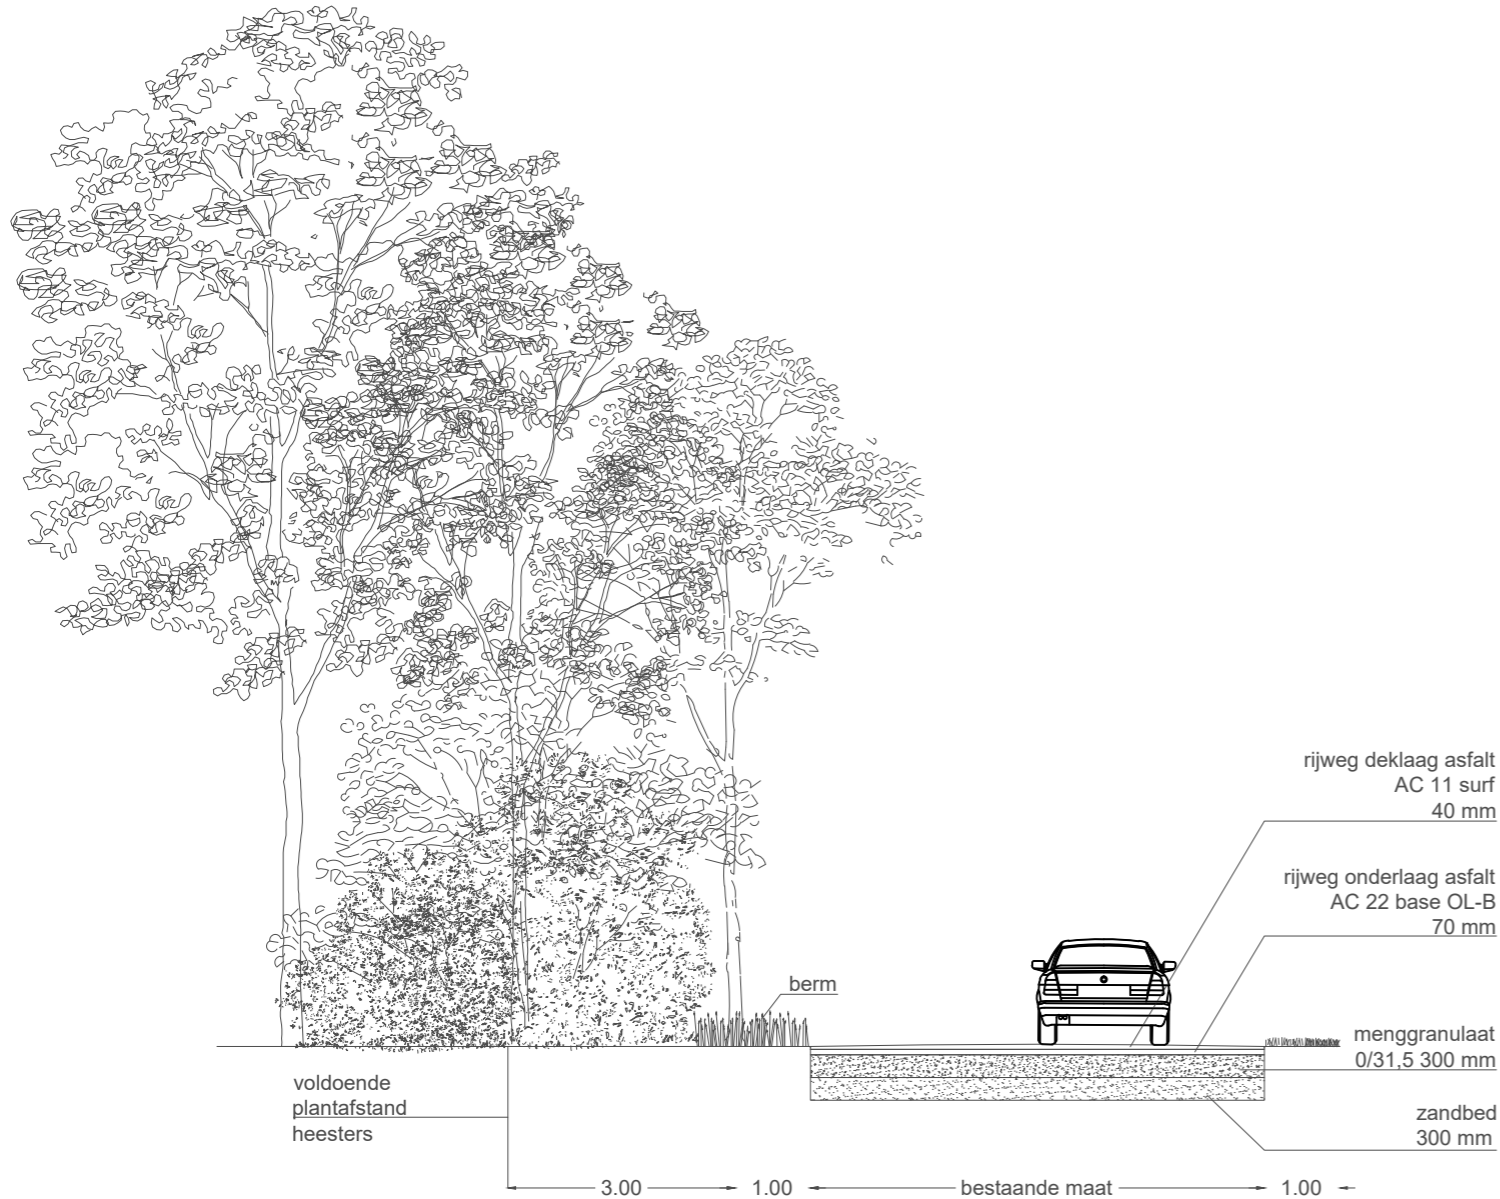 rijweg deklaag asfalt
AC 11 surf
40 mm
rijweg onderlaag asfalt
AC 22 base OL-B
70 mm
berm
menggranulaat
0/31,5 300 mm
voldoende
plantafstand
heesters
zandbed
300 mm
3.00 1.00 bestaande maat 1.00